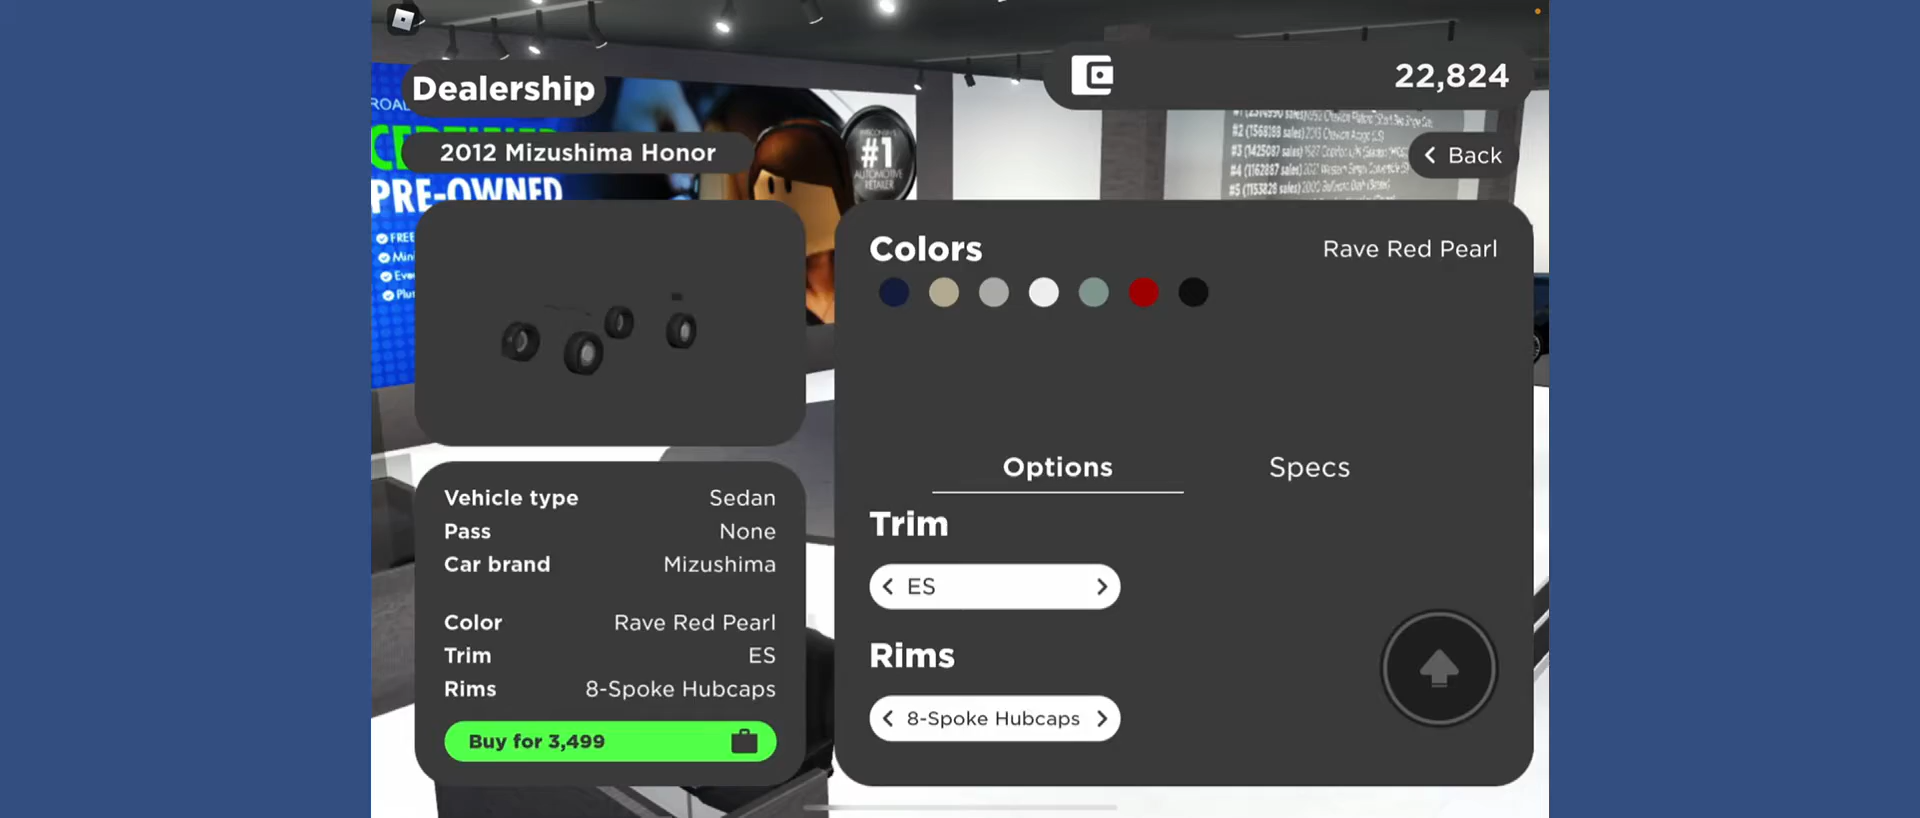 Dealership
22,824
2012 Mizushima Honor
Back
PRE-OWNED
#1
AUTOMOTIVE
RETAILER
Colors
Rave Red Pearl
Options
Specs
Trim
ES
Rims
8-Spoke Hubcaps
Vehicle type Sedan
Pass None
Car brand Mizushima
Color Rave Red Pearl
Trim ES
Rims 8-Spoke Hubcaps
Buy for 3,499